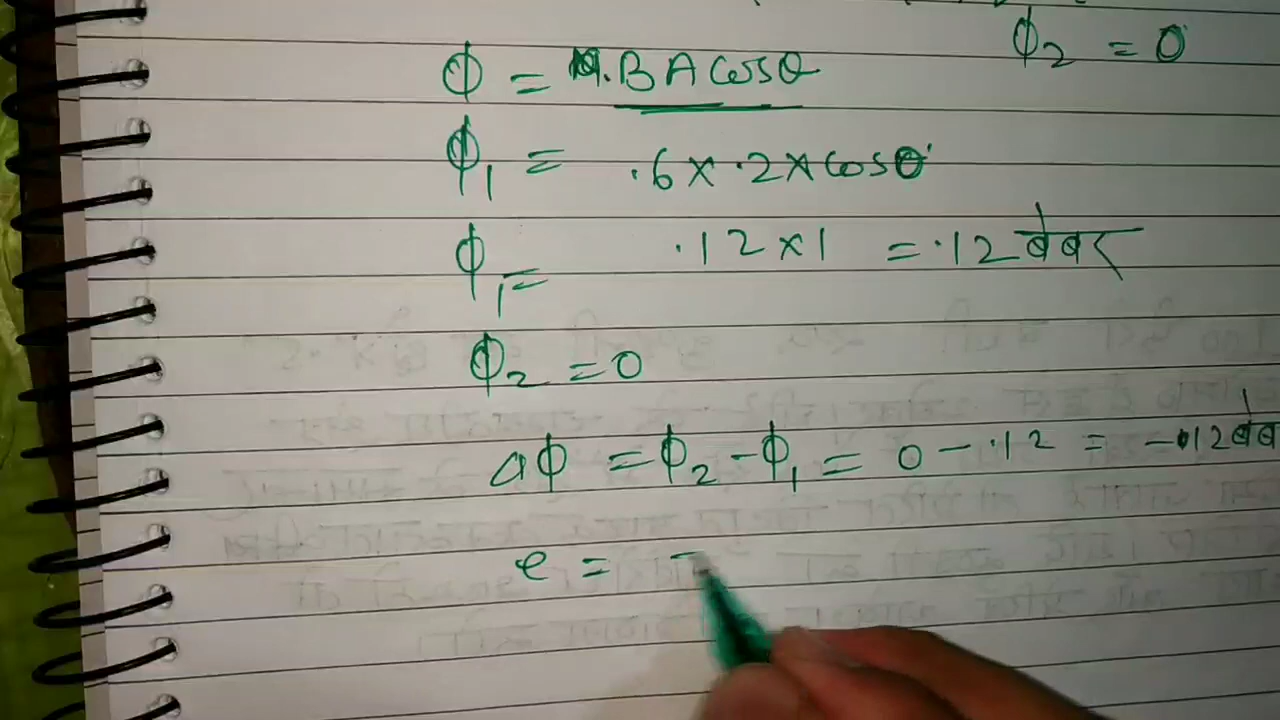 ϕ₂ = 0
ϕ = BA cosθ
ϕ₁ = .6 × .2 × cosθ
ϕ₁ = .12 × 1 = .12 वेबर
ϕ₂ = 0
Δϕ = ϕ₂ - ϕ₁ = 0 - .12 = -.12 वेब
e = -